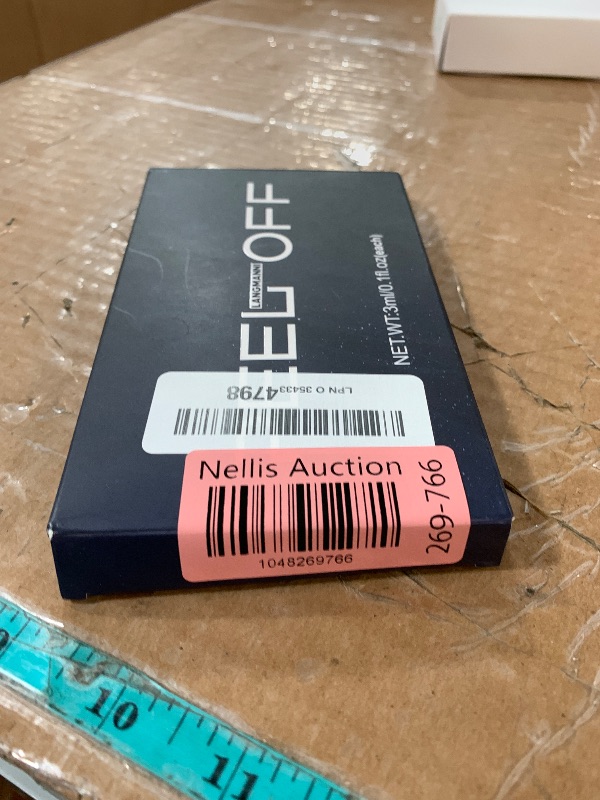 EEL OFF
LANGMANNI
NET.WT:3ml/0.1fl.oz(each)
LPN O 35433
4798
Nellis Auction
1048269766
269-766
10
11